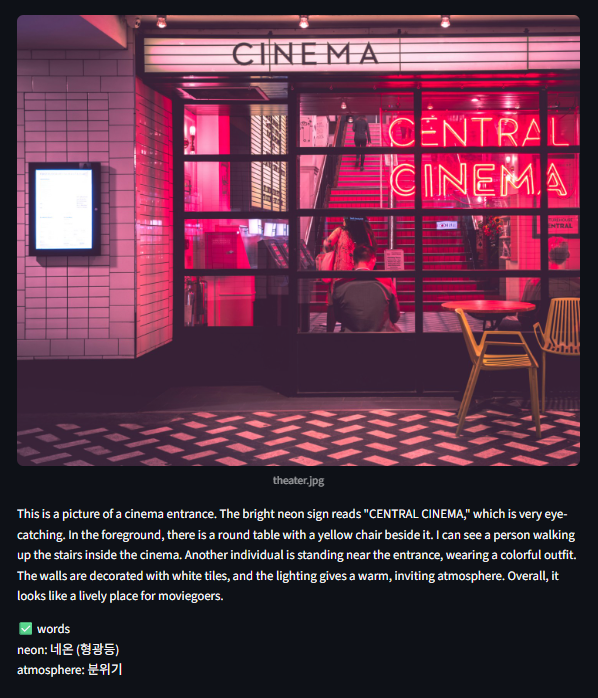 CINEMA
CENTRAL
CINEMA
theater.jpg
This is a picture of a cinema entrance. The bright neon sign reads "CENTRAL CINEMA," which is very eye-
catching. In the foreground, there is a round table with a yellow chair beside it. I can see a person walking
up the stairs inside the cinema. Another individual is standing near the entrance, wearing a colorful outfit.
The walls are decorated with white tiles, and the lighting gives a warm, inviting atmosphere. Overall, it
looks like a lively place for moviegoers.
✅ words
neon: 네온 (형광등)
atmosphere: 분위기